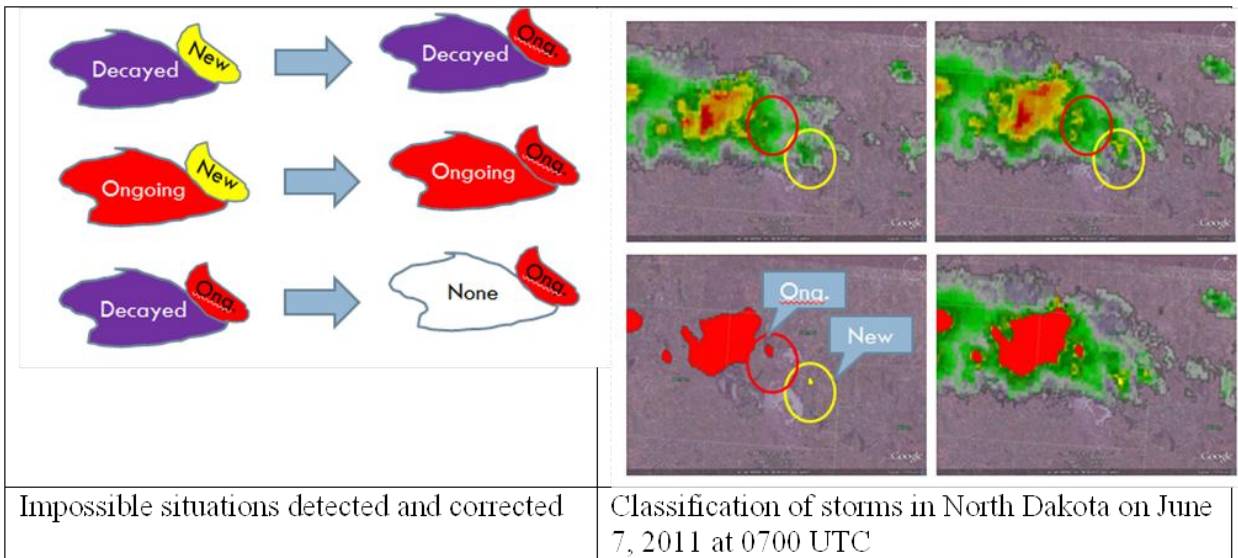 Decayed
New
Decayed
Ong.
Ongoing
New
Ongoing
Ong.
Decayed
Ong.
None
Ong.
Google
Google
Ong.
New
Google
Google
Impossible situations detected and corrected
Classification of storms in North Dakota on June
7, 2011 at 0700 UTC